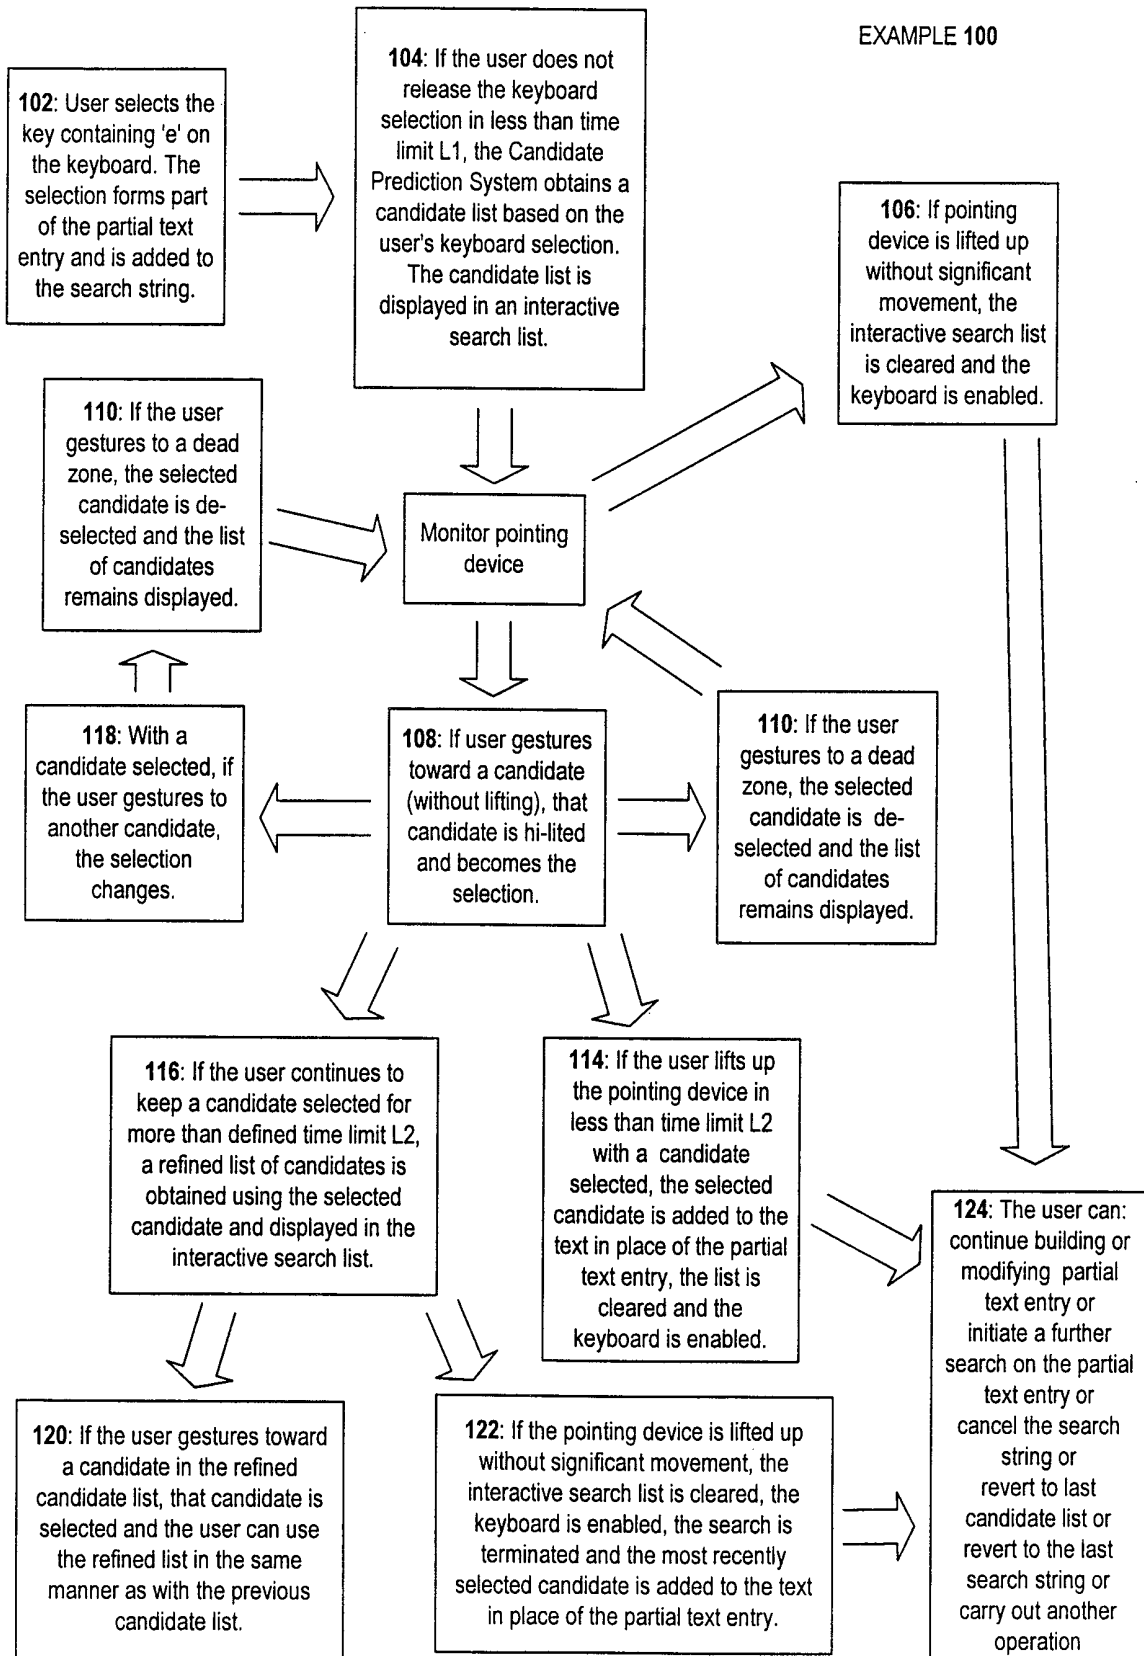 EXAMPLE 100
102: User selects the
key containing 'e' on
the keyboard. The
selection forms part
of the partial text
entry and is added to
the search string.
104: If the user does not
release the keyboard
selection in less than time
limit L1, the Candidate
Prediction System obtains a
candidate list based on the
user's keyboard selection.
The candidate list is
displayed in an interactive
search list.
106: If pointing
device is lifted up
without significant
movement, the
interactive search list
is cleared and the
keyboard is enabled.
110: If the user
gestures to a dead
zone, the selected
candidate is de-
selected and the list
of candidates
remains displayed.
Monitor pointing
device
118: With a
candidate selected, if
the user gestures to
another candidate,
the selection
changes.
108: If user gestures
toward a candidate
(without lifting), that
candidate is hi-lited
and becomes the
selection.
110: If the user
gestures to a dead
zone, the selected
candidate is de-
selected and the list
of candidates
remains displayed.
116: If the user continues to
keep a candidate selected for
more than defined time limit L2,
a refined list of candidates is
obtained using the selected
candidate and displayed in the
interactive search list.
114: If the user lifts up
the pointing device in
less than time limit L2
with a candidate
selected, the selected
candidate is added to the
text in place of the partial
text entry, the list is
cleared and the
keyboard is enabled.
124: The user can:
continue building or
modifying partial
text entry or
initiate a further
search on the partial
text entry or
cancel the search
string or
revert to last
candidate list or
revert to the last
search string or
carry out another
operation
120: If the user gestures toward
a candidate in the refined
candidate list, that candidate is
selected and the user can use
the refined list in the same
manner as with the previous
candidate list.
122: If the pointing device is lifted up
without significant movement, the
interactive search list is cleared, the
keyboard is enabled, the search is
terminated and the most recently
selected candidate is added to the text
in place of the partial text entry.